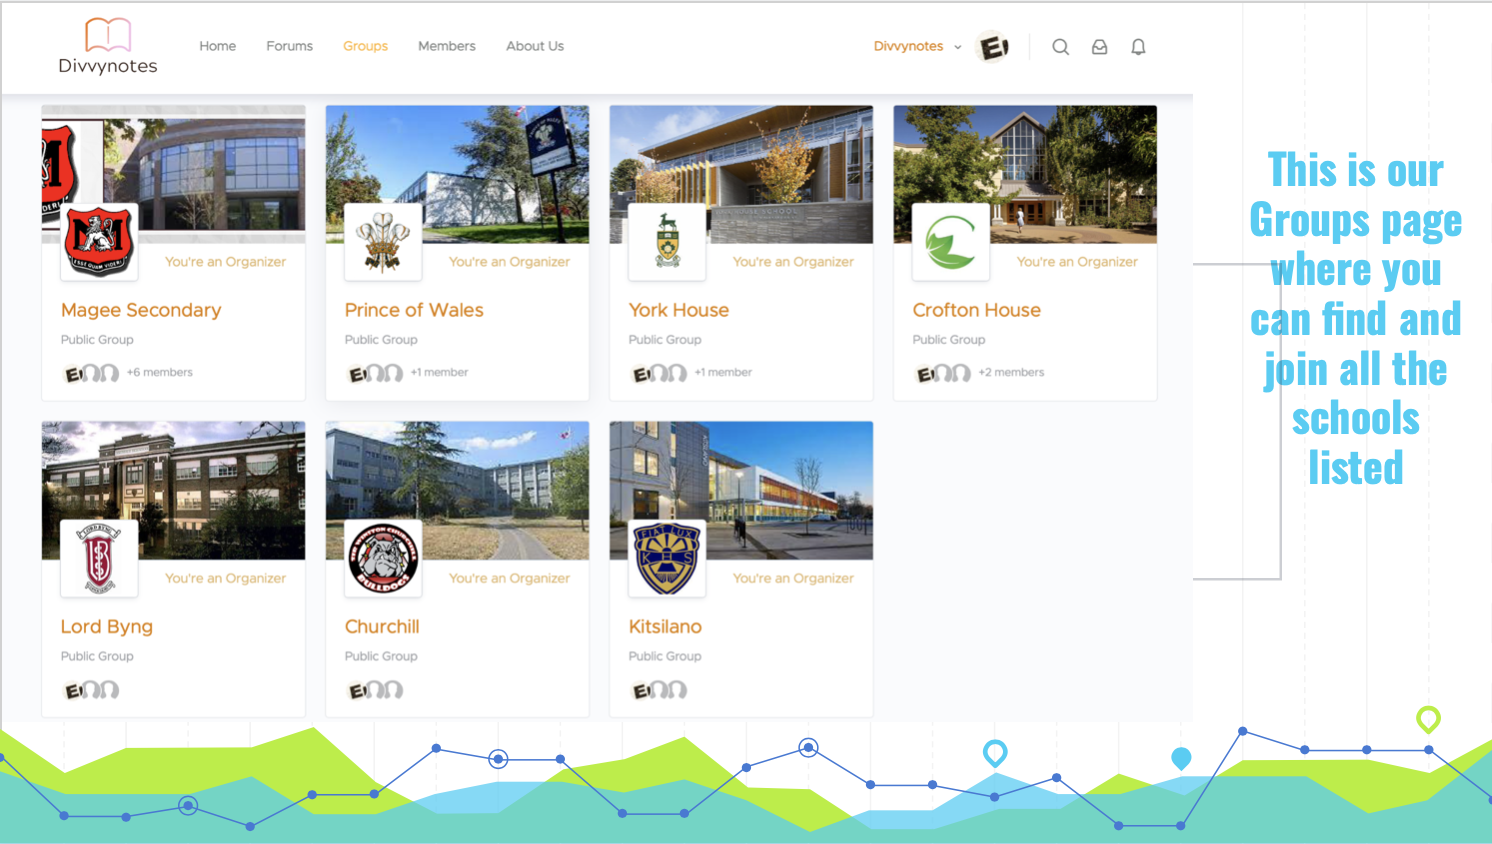 Divvynotes
Home
Forums
Groups
Members
About Us
Divvynotes
You're an Organizer
Magee Secondary
Public Group
+6 members
You're an Organizer
Prince of Wales
Public Group
+1 member
You're an Organizer
York House
Public Group
+1 member
You're an Organizer
Crofton House
Public Group
+2 members
You're an Organizer
Lord Byng
Public Group
BULLDOGS
You're an Organizer
Churchill
Public Group
FIAT LUX
K S
You're an Organizer
Kitsilano
Public Group
This is our
Groups page
where you
can find and
join all the
schools
listed